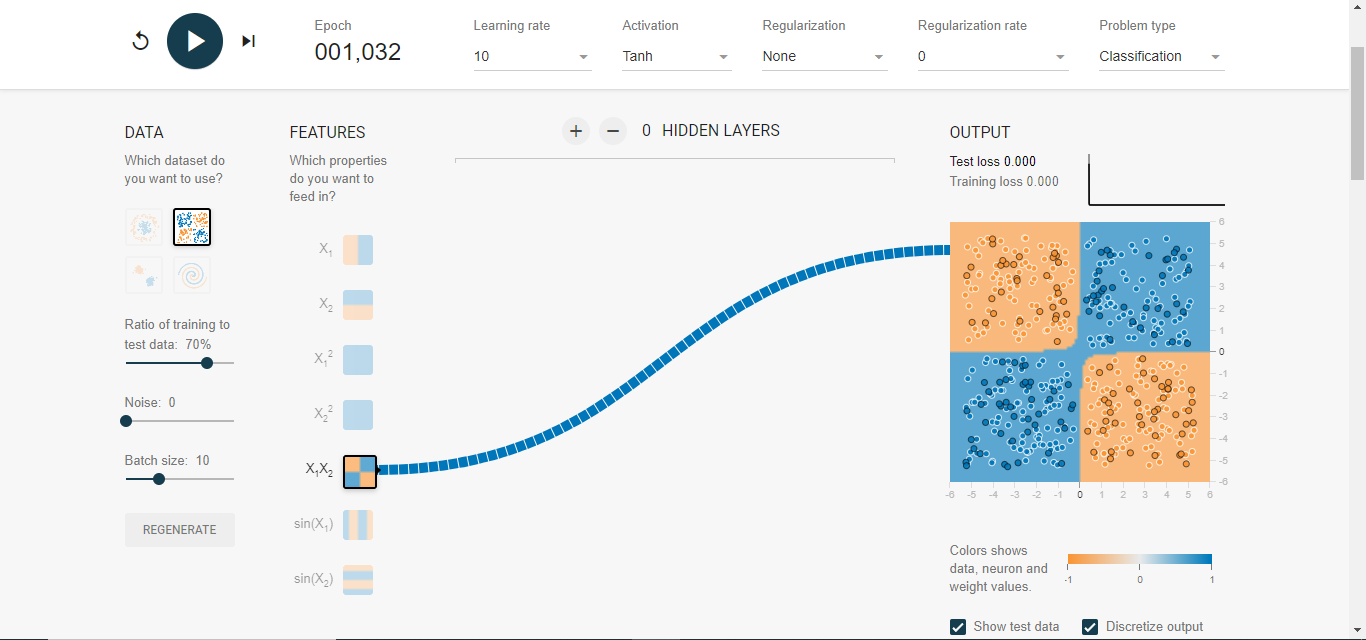 Epoch
001,032
Learning rate
10
Activation
Tanh
Regularization
None
Regularization rate
0
Problem type
Classification
DATA
Which dataset do
you want to use?
Ratio of training to
test data: 70%
Noise: 0
Batch size: 10
REGENERATE
FEATURES
Which properties
do you want to
feed in?
X₁
X₂
X₁²
X₂²
X₁X₂
sin(X₁)
sin(X₂)
+ − 0 HIDDEN LAYERS
OUTPUT
Test loss 0.000
Training loss 0.000
6
5
4
3
2
1
0
-1
-2
-3
-4
-5
-6
-6 -5 -4 -3 -2 -1 0 1 2 3 4 5 6
Colors shows
data, neuron and
weight values.
-1 0 1
Show test data
Discretize output